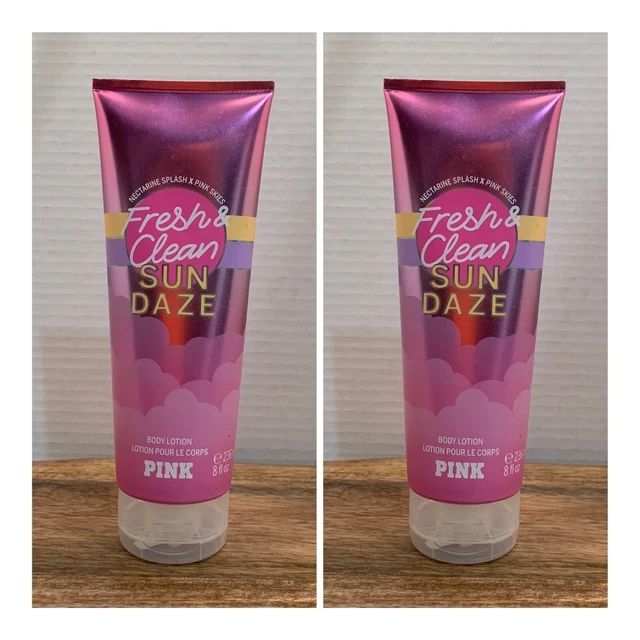 NECTARINE SPLASH X PINK SKIES
Fresh &
Clean
SUN
DAZE
BODY LOTION
LOTION POUR LE CORPS
PINK
8 fl oz
NECTARINE SPLASH X PINK SKIES
Fresh &
Clean
SUN
DAZE
BODY LOTION
LOTION POUR LE CORPS
PINK
8 fl oz